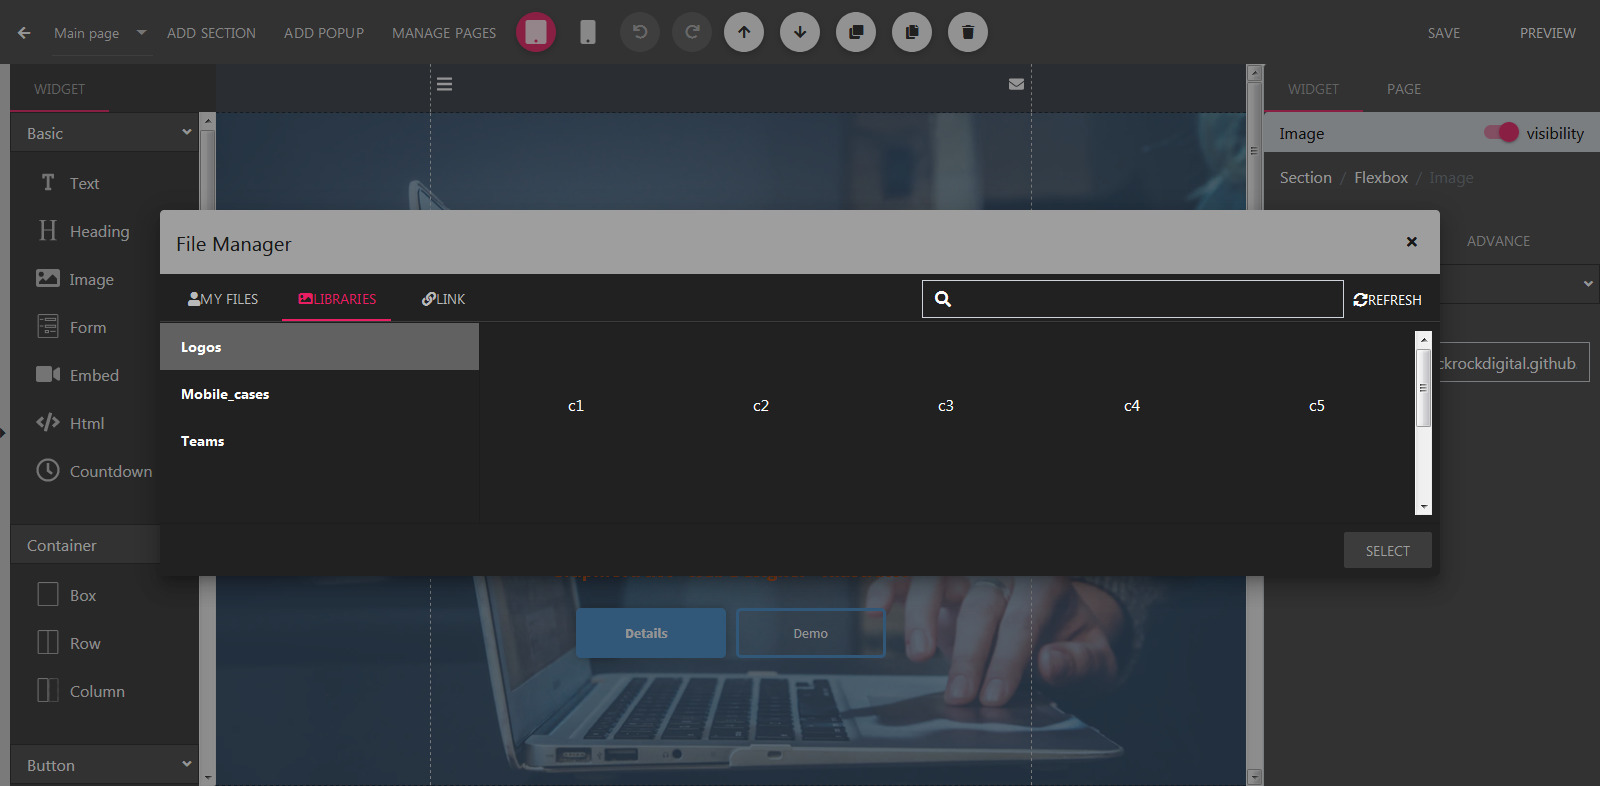 Main page
ADD SECTION
ADD POPUP
MANAGE PAGES
SAVE
PREVIEW
WIDGET
WIDGET
PAGE
Basic
Image
visibility
Text
Section / Flexbox / Image
Heading
File Manager
ADVANCE
Image
MY FILES
LIBRARIES
LINK
REFRESH
Form
Logos
ckrockdigital.github
Embed
Mobile_cases
c1
c2
c3
c4
c5
Html
Teams
Countdown
Container
SELECT
Box
Details
Demo
Row
Column
Button